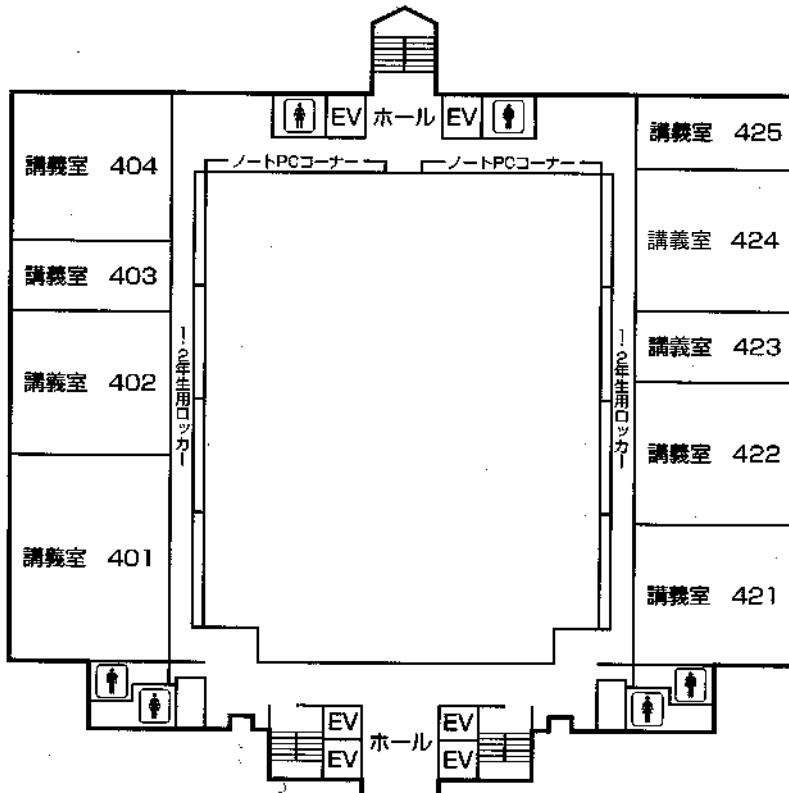 EV ホール EV
ノートPCコーナー ノートPCコーナー
講義室 404
講義室 403
講義室 402
講義室 401
1・2年生用ロッカー
1・2年生用ロッカー
講義室 425
講義室 424
講義室 423
講義室 422
講義室 421
EV ホール EV
EV EV